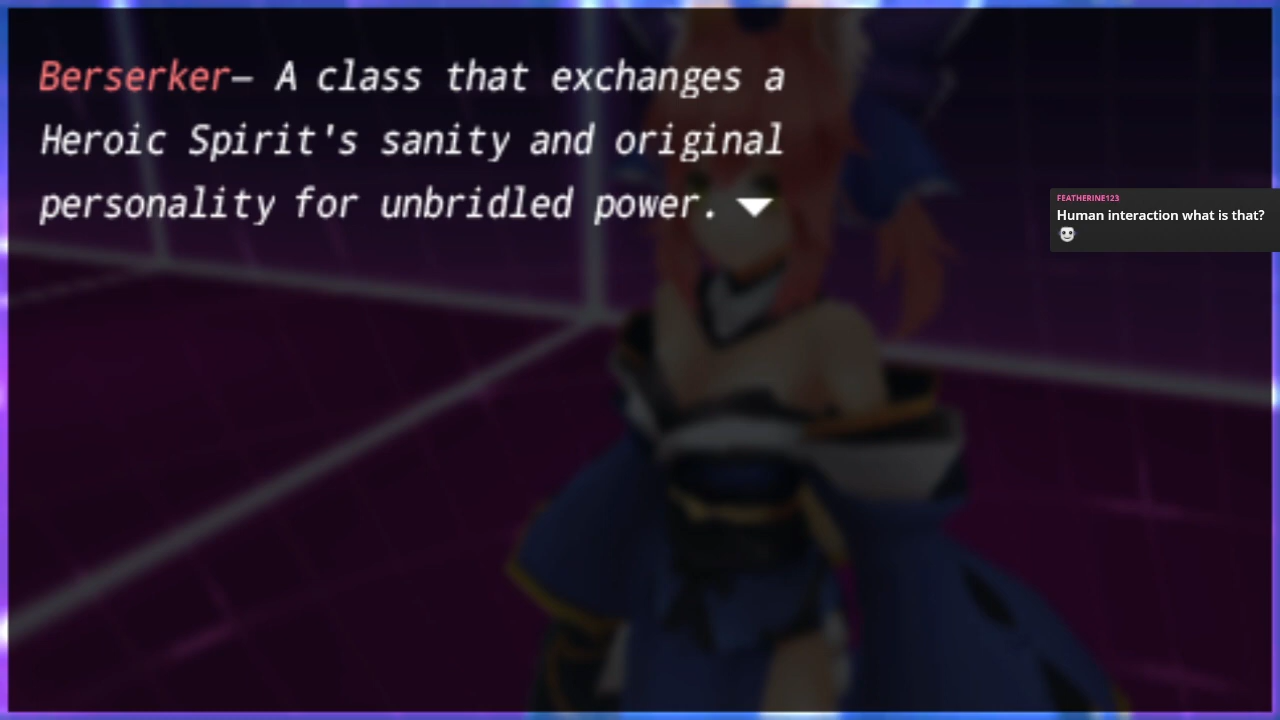 Berserker— A class that exchanges a
Heroic Spirit's sanity and original
personality for unbridled power.
FEATHERINE123
Human interaction what is that?